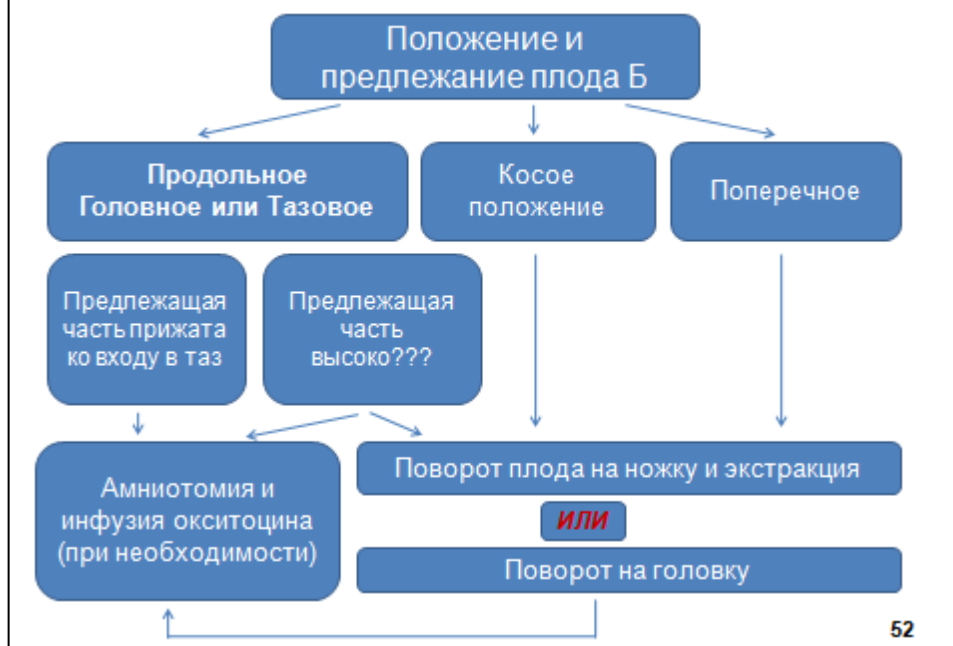 Положение и
предлежание плода Б
Продольное
Головное или Тазовое
Косое
положение
Поперечное
Предлежащая
часть прижата
ко входу в таз
Предлежащая
часть
высоко???
Амниотомия и
инфузия окситоцина
(при необходимости)
Поворот плода на ножку и экстракция
ИЛИ
Поворот на головку
52